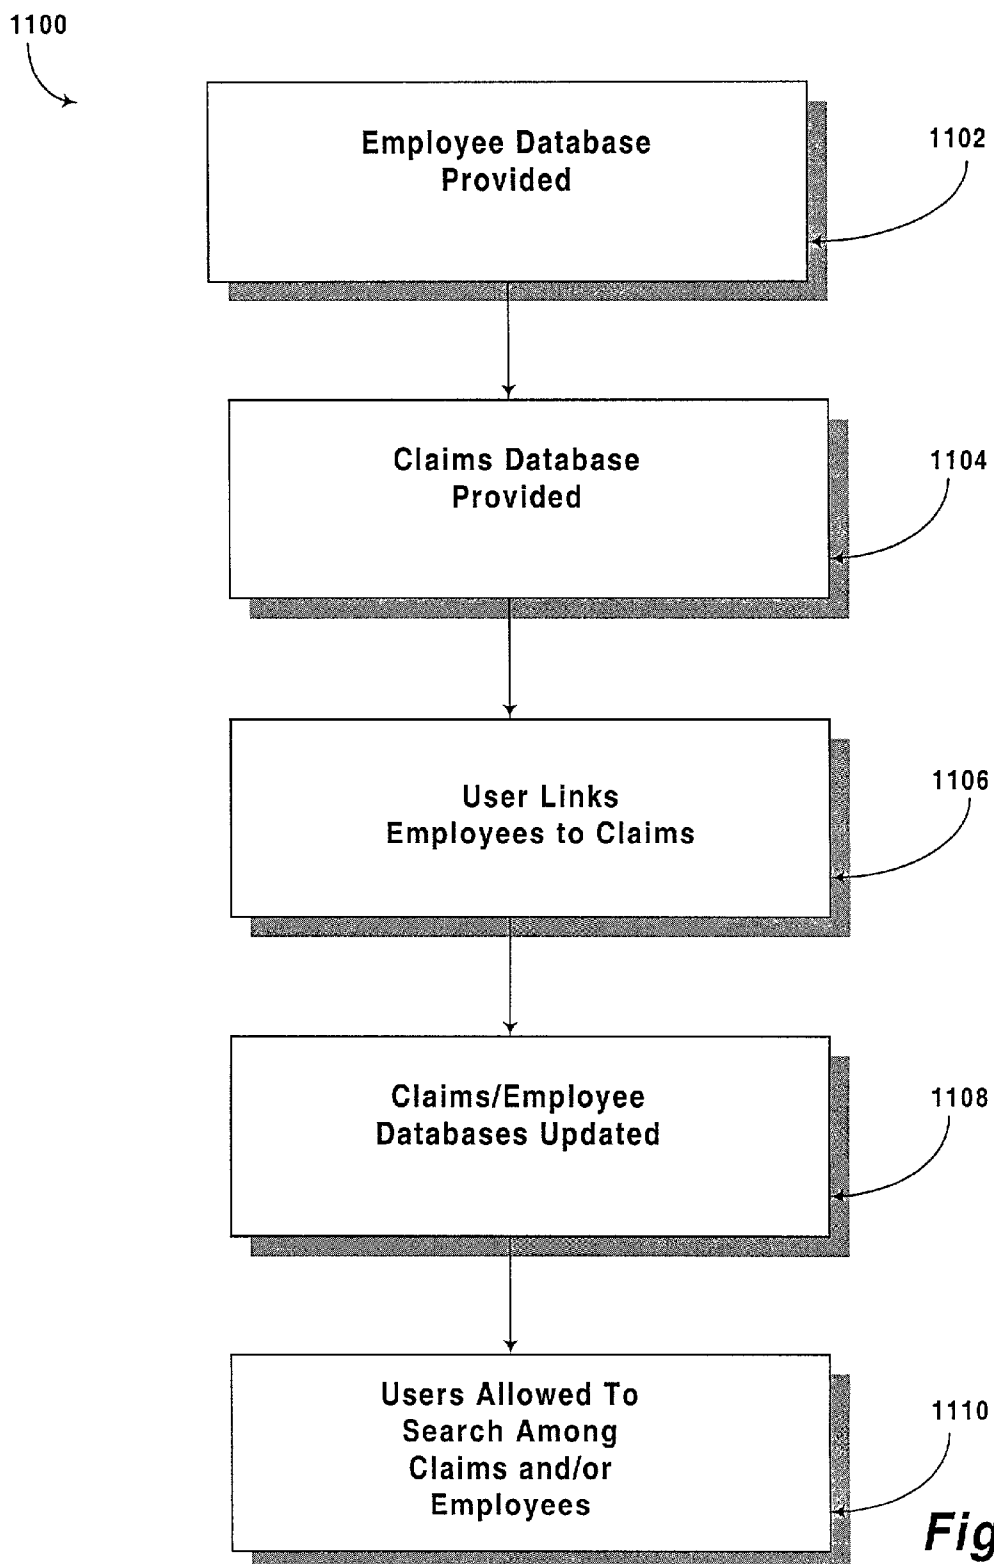 1100
Employee Database
Provided
1102
Claims Database
Provided
1104
User Links
Employees to Claims
1106
Claims/Employee
Databases Updated
1108
Users Allowed To
Search Among
Claims and/or
Employees
1110
Fig